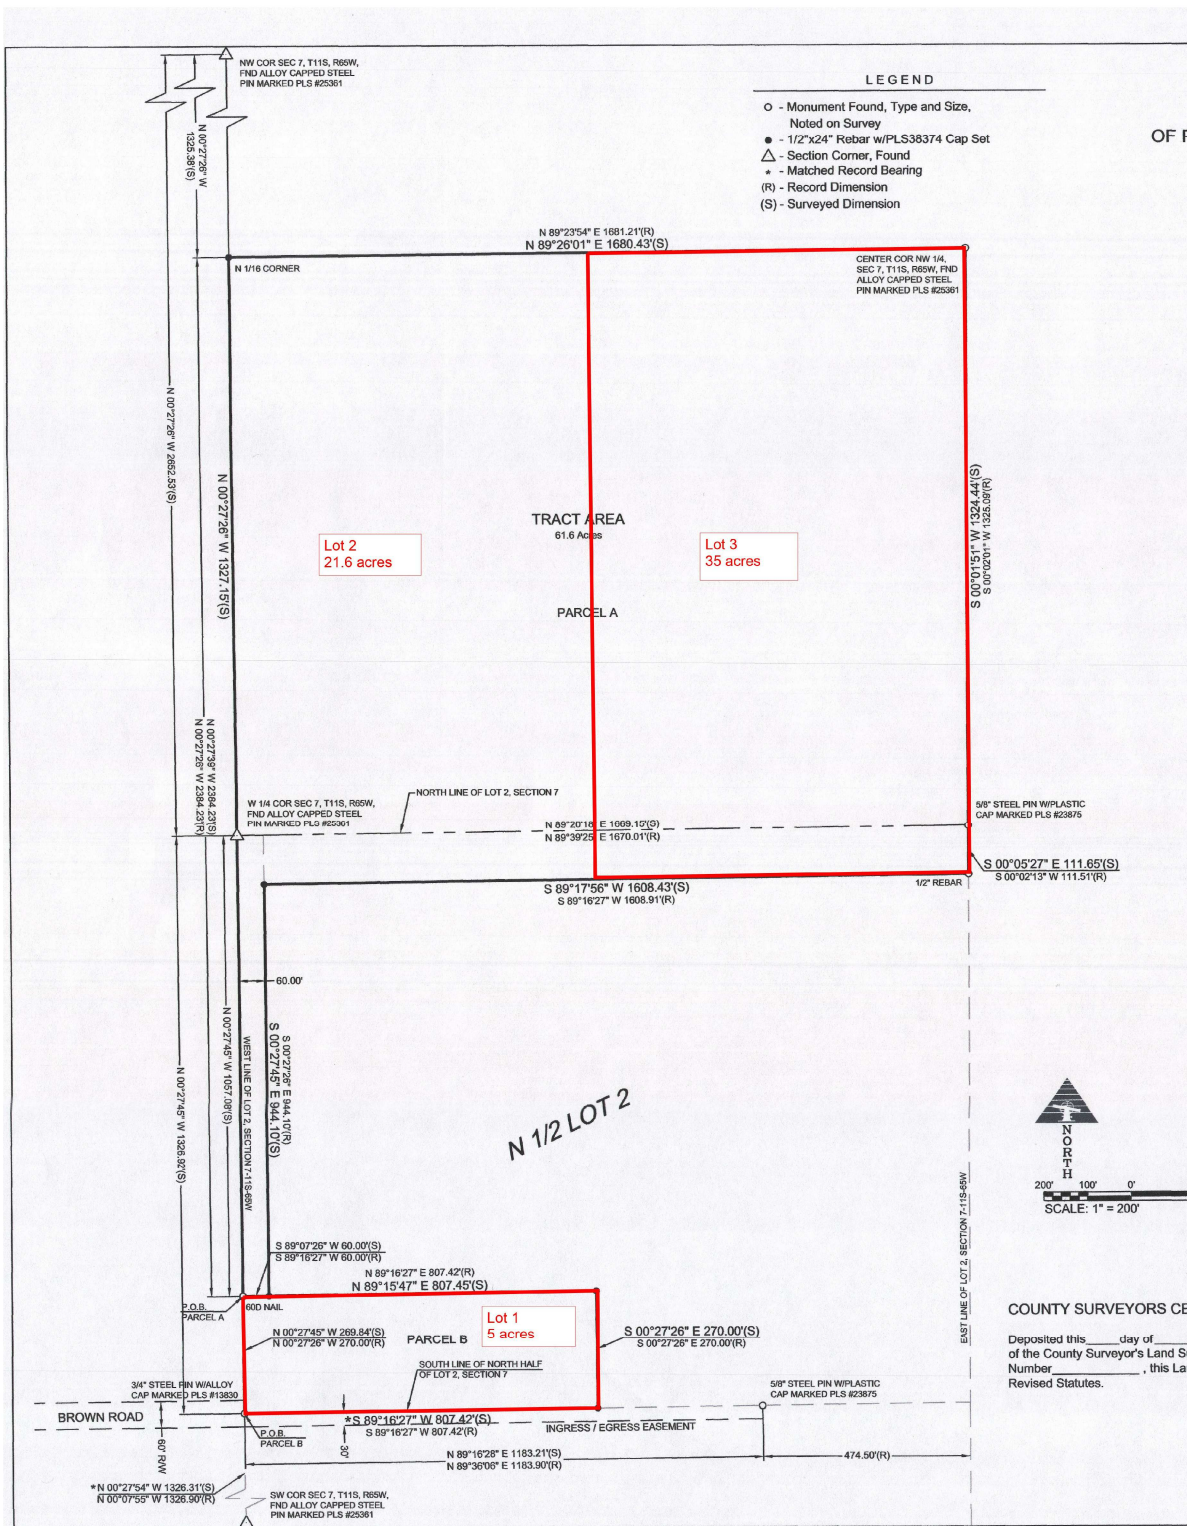 NW COR SEC 7, T11S, R65W,
FND ALLOY CAPPED STEEL
PIN MARKED PLS #25361
LEGEND
- Monument Found, Type and Size,
Noted on Survey
- 1/2"x24" Rebar w/PLS38374 Cap Set
- Section Corner, Found
* - Matched Record Bearing
(R) - Record Dimension
(S) - Surveyed Dimension
OF
N 00°27'26" W
1325.38'(S)
N 89°23'54" E 1681.21'(R)
N 89°26'01" E 1680.43'(S)
N 1/16 CORNER
CENTER COR NW 1/4,
SEC 7, T11S, R65W, FND
ALLOY CAPPED STEEL
PIN MARKED PLS #25361
N 00°27'26" W 2652.53'(S)
N 00°27'26" W 1327.15'(S)
S 00°01'51" W 1324.44'(S)
S 00°02'01" W 1325.09'(R)
TRACT AREA
61.6 Acres
Lot 2
21.6 acres
Lot 3
35 acres
PARCEL A
N 00°27'39" W 2384.23'(S)
N 00°27'26" W 2384.23'(R)
W 1/4 COR SEC 7, T11S, R65W,
FND ALLOY CAPPED STEEL
PIN MARKED PLS #25361
NORTH LINE OF LOT 2, SECTION 7
N 89°20'18" E 1669.15'(S)
N 89°39'25" E 1670.01'(R)
5/8" STEEL PIN W/PLASTIC
CAP MARKED PLS #23875
S 00°05'27" E 111.65'(S)
S 00°02'13" W 111.51'(R)
1/2" REBAR
S 89°17'56" W 1608.43'(S)
S 89°16'27" W 1608.91'(R)
60.00'
N 00°27'45" W 1057.08'(S)
WEST LINE OF LOT 2, SECTION 7-11S-65W
S 00°27'26" E 944.10'(R)
S 00°27'45" E 944.10'(S)
N 00°27'45" W 1326.92'(S)
N 1/2 LOT 2
NORTH
200' 100' 0'
SCALE: 1" = 200'
EAST LINE OF LOT 2, SECTION 7-11S-65W
S 89°07'26" W 60.00'(S)
S 89°16'27" W 60.00'(R)
N 89°16'27" E 807.42'(R)
N 89°15'47" E 807.45'(S)
P.O.B.
PARCEL A
60D NAIL
Lot 1
5 acres
N 00°27'45" W 269.84'(S)
N 00°27'26" W 270.00'(R)
PARCEL B
S 00°27'26" E 270.00'(S)
S 00°27'26" E 270.00'(R)
SOUTH LINE OF NORTH HALF
OF LOT 2, SECTION 7
COUNTY SURVEYORS CE
Deposited this day of
of the County Surveyor's Land S
Number , this La
Revised Statutes.
3/4" STEEL PIN W/ALLOY
CAP MARKED PLS #13830
5/8" STEEL PIN W/PLASTIC
CAP MARKED PLS #23875
BROWN ROAD
*S 89°16'27" W 807.42'(S)
S 89°16'27" W 807.42'(R)
INGRESS / EGRESS EASEMENT
P.O.B.
PARCEL B
60' R/W
30'
N 89°16'28" E 1183.21'(S)
N 89°36'06" E 1183.90'(R)
474.50'(R)
*N 00°27'54" W 1326.31'(S)
N 00°07'55" W 1326.90'(R)
SW COR SEC 7, T11S, R65W,
FND ALLOY CAPPED STEEL
PIN MARKED PLS #25361